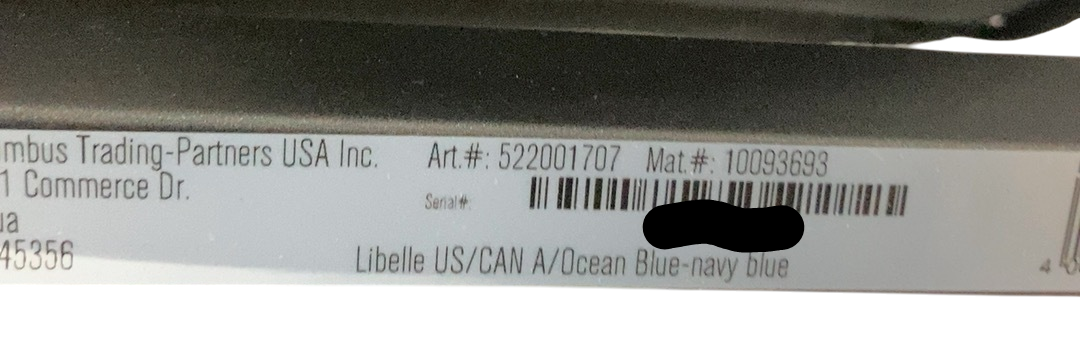 mbus Trading-Partners USA Inc.
1 Commerce Dr.
ua
45356
Art.#: 522001707 Mat.#: 10093693
Serial#:
Libelle US/CAN A/Ocean Blue-navy blue
4